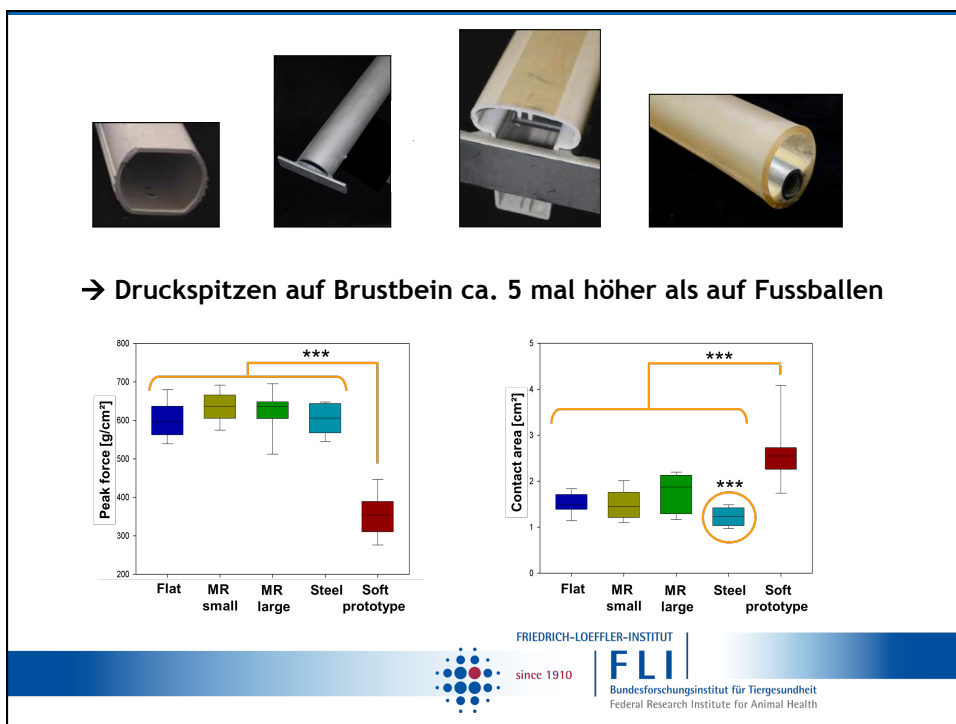 → Druckspitzen auf Brustbein ca. 5 mal höher als auf Fussballen
800
700
600
500
400
300
200
Peak force [g/cm²]
***
Flat
MR small
MR large
Steel
Soft prototype
5
4
3
2
1
0
Contact area [cm²]
***
***
Flat
MR small
MR large
Steel
Soft prototype
FRIEDRICH-LOEFFLER-INSTITUT
since 1910
FLI
Bundesforschungsinstitut für Tiergesundheit
Federal Research Institute for Animal Health